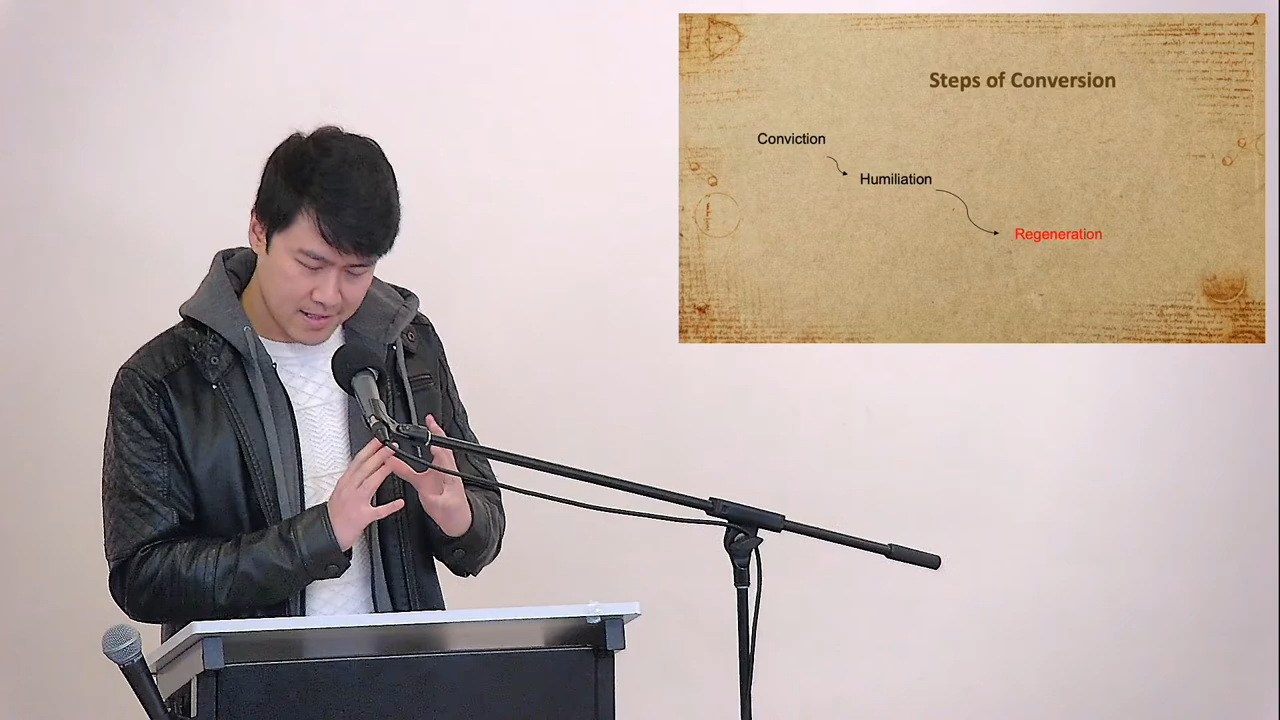 Steps of Conversion
Conviction
Humiliation
Regeneration